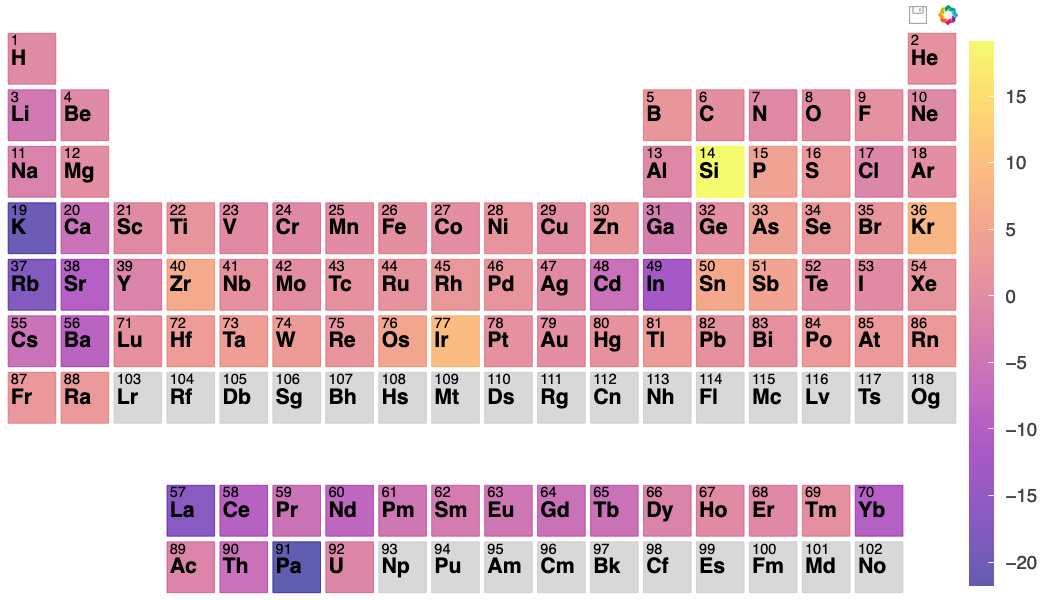 1 2
H He
3 4 5 6 7 8 9 10
Li Be B C N O F Ne
15
11 12 13 14 15 16 17 18
Na Mg Al Si P S Cl Ar
10
19 20 21 22 23 24 25 26 27 28 29 30 31 32 33 34 35 36
K Ca Sc Ti V Cr Mn Fe Co Ni Cu Zn Ga Ge As Se Br Kr
5
37 38 39 40 41 42 43 44 45 46 47 48 49 50 51 52 53 54
Rb Sr Y Zr Nb Mo Tc Ru Rh Pd Ag Cd In Sn Sb Te I Xe
0
55 56 71 72 73 74 75 76 77 78 79 80 81 82 83 84 85 86
Cs Ba Lu Hf Ta W Re Os Ir Pt Au Hg Tl Pb Bi Po At Rn
−5
87 88 103 104 105 106 107 108 109 110 111 112 113 114 115 116 117 118
Fr Ra Lr Rf Db Sg Bh Hs Mt Ds Rg Cn Nh Fl Mc Lv Ts Og
−10
57 58 59 60 61 62 63 64 65 66 67 68 69 70
La Ce Pr Nd Pm Sm Eu Gd Tb Dy Ho Er Tm Yb
−15
89 90 91 92 93 94 95 96 97 98 99 100 101 102
Ac Th Pa U Np Pu Am Cm Bk Cf Es Fm Md No
−20